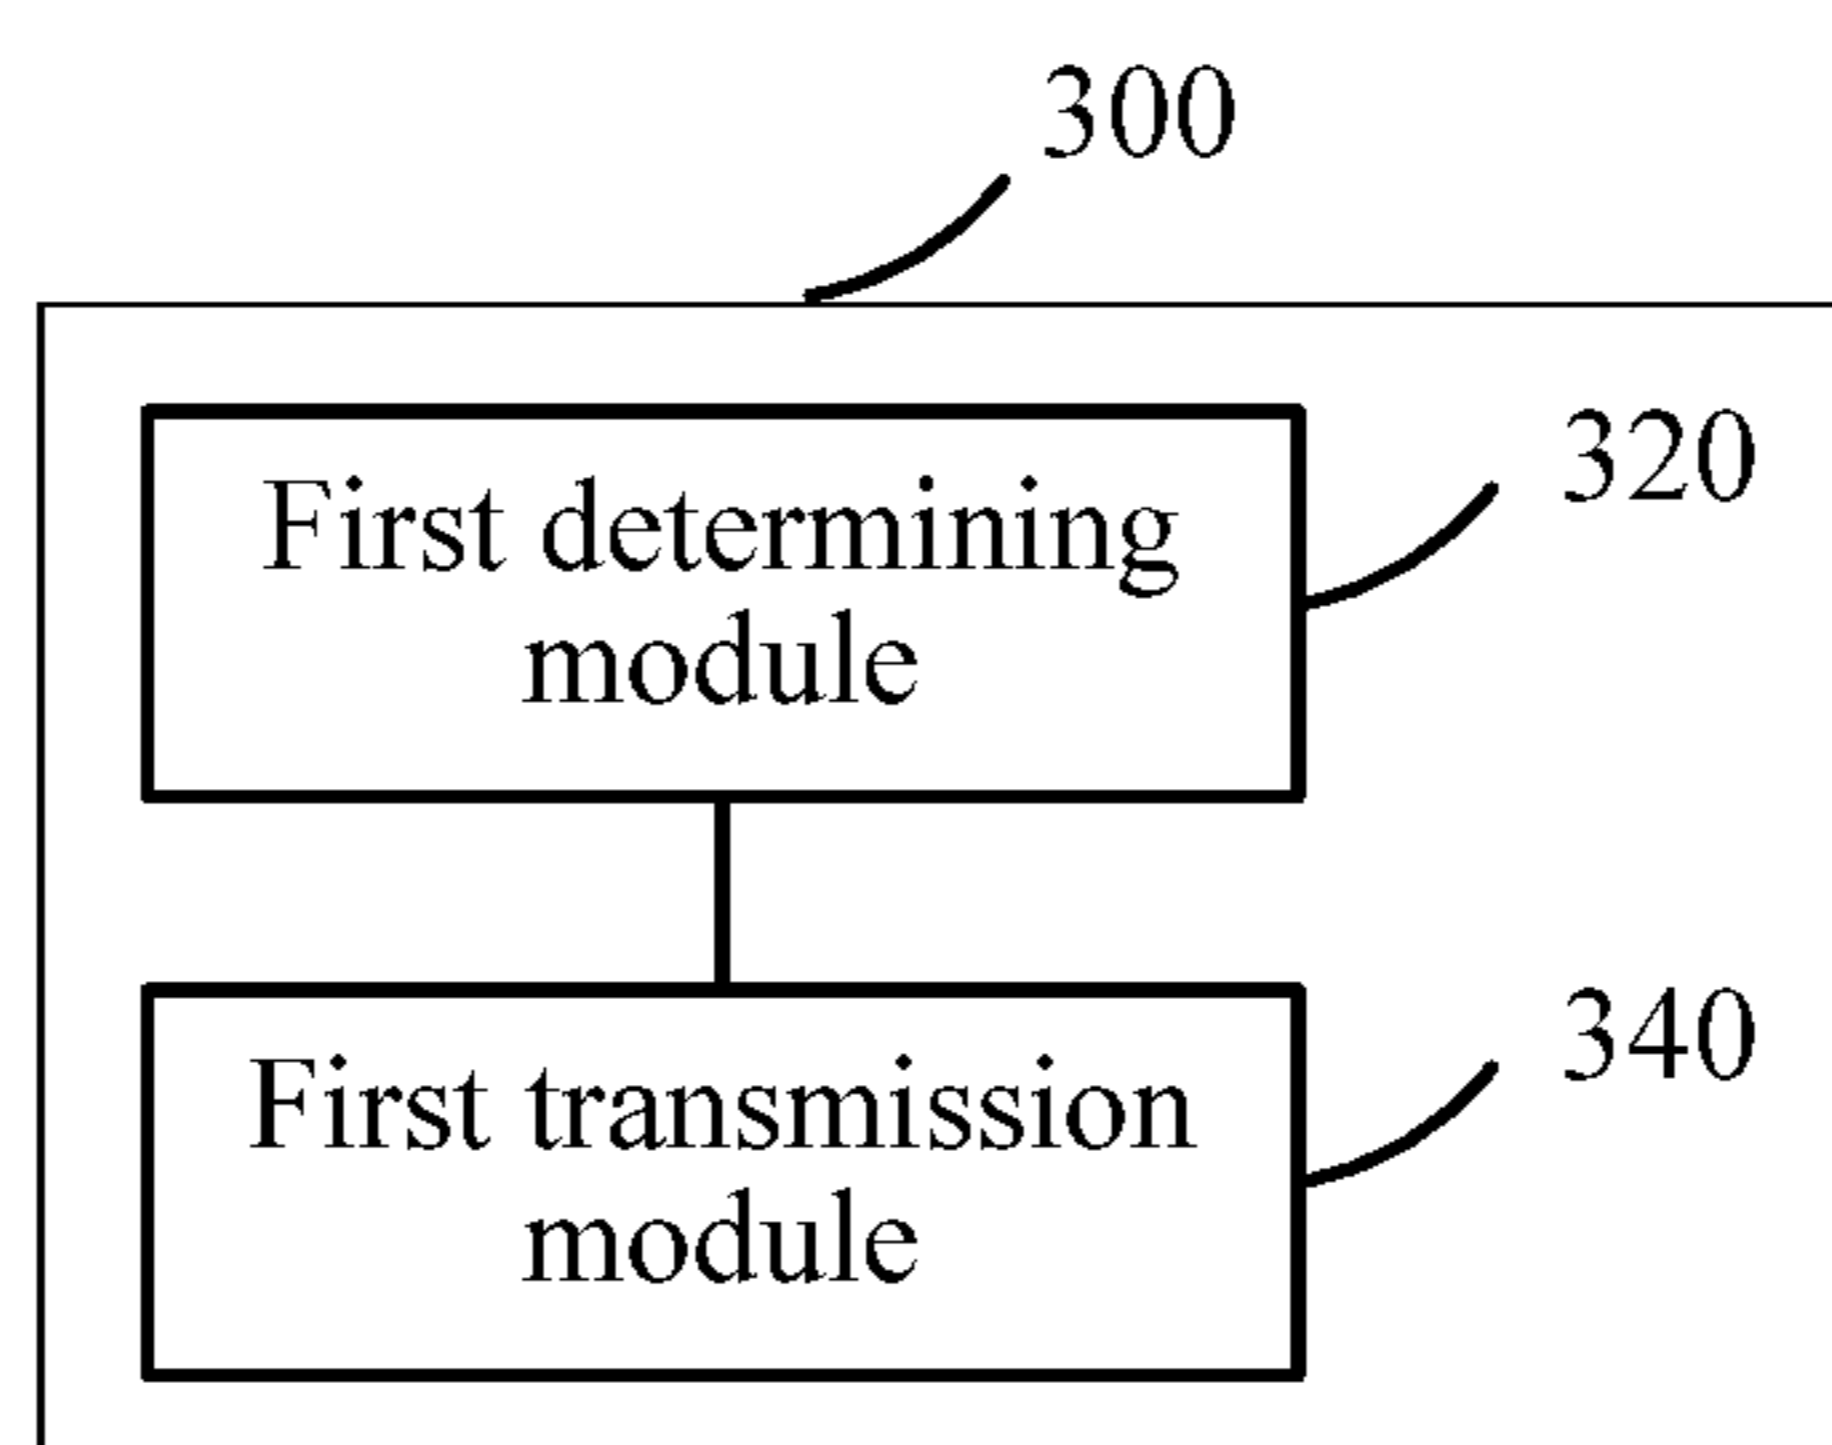 300
320
First determining
module
340
First transmission
module